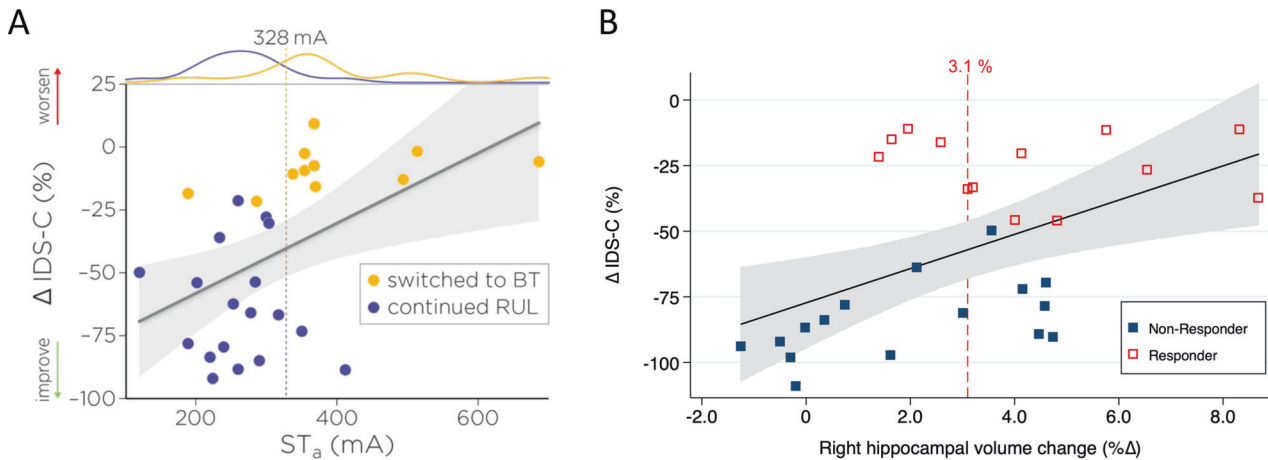 A
328 mA
worsen
improve
Δ IDS-C (%)
25
0
−25
−50
−75
−100
switched to BT
continued RUL
200
400
600
STa (mA)
B
3.1 %
Δ IDS-C (%)
0
-25
-50
-75
-100
Non-Responder
Responder
-2.0
0
2.0
4.0
6.0
8.0
Right hippocampal volume change (%Δ)